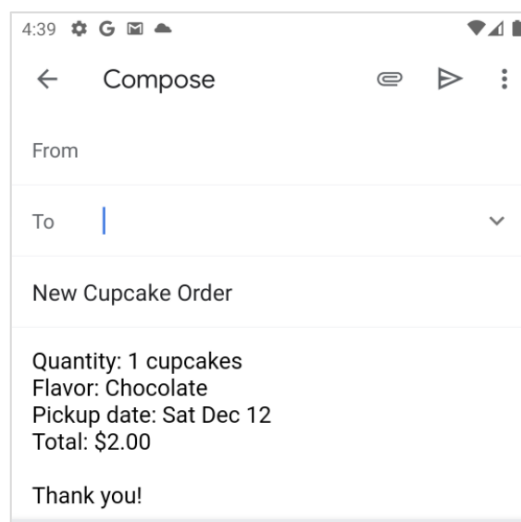 4:39
Compose
From
To
New Cupcake Order
Quantity: 1 cupcakes
Flavor: Chocolate
Pickup date: Sat Dec 12
Total: $2.00
Thank you!